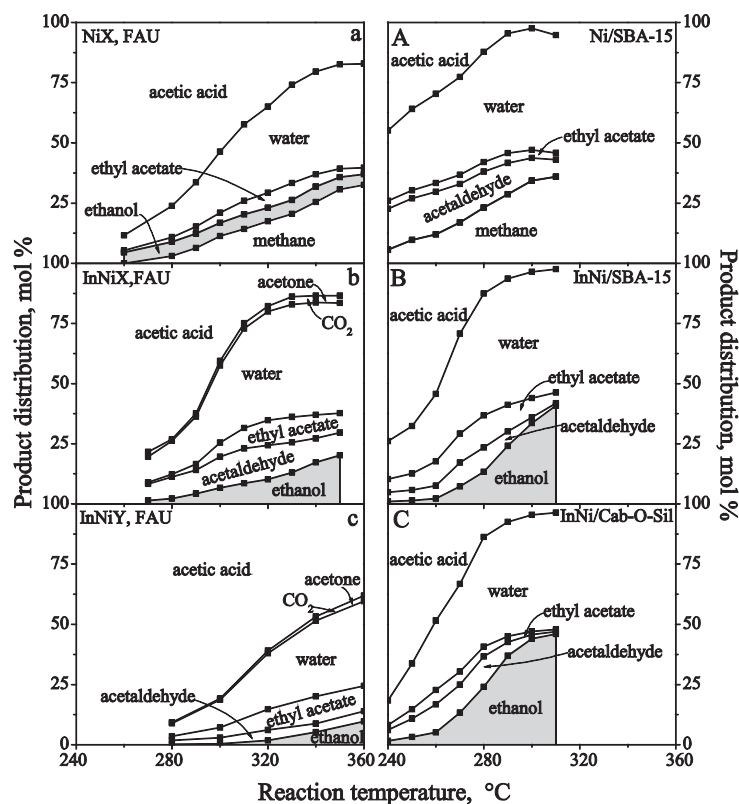 NiX, FAU
a
100
75
50
25
acetic acid
water
ethyl acetate
ethanol
methane
A
Ni/SBA-15
100
75
50
25
acetic acid
water
ethyl acetate
acetaldehyde
methane
InNiX,FAU
b
100
75
50
25
acetone
CO2
acetic acid
water
ethyl acetate
acetaldehyde
ethanol
B
InNi/SBA-15
100
75
50
25
acetic acid
water
ethyl acetate
acetaldehyde
ethanol
InNiY, FAU
c
100
75
50
25
0
acetic acid
acetone
CO2
water
acetaldehyde
ethyl acetate
ethanol
C
InNi/Cab-O-Sil
100
75
50
25
0
acetic acid
water
ethyl acetate
acetaldehyde
ethanol
240
280
320
360
240
280
320
360
Product distribution, mol %
Product distribution, mol %
Reaction temperature, °C